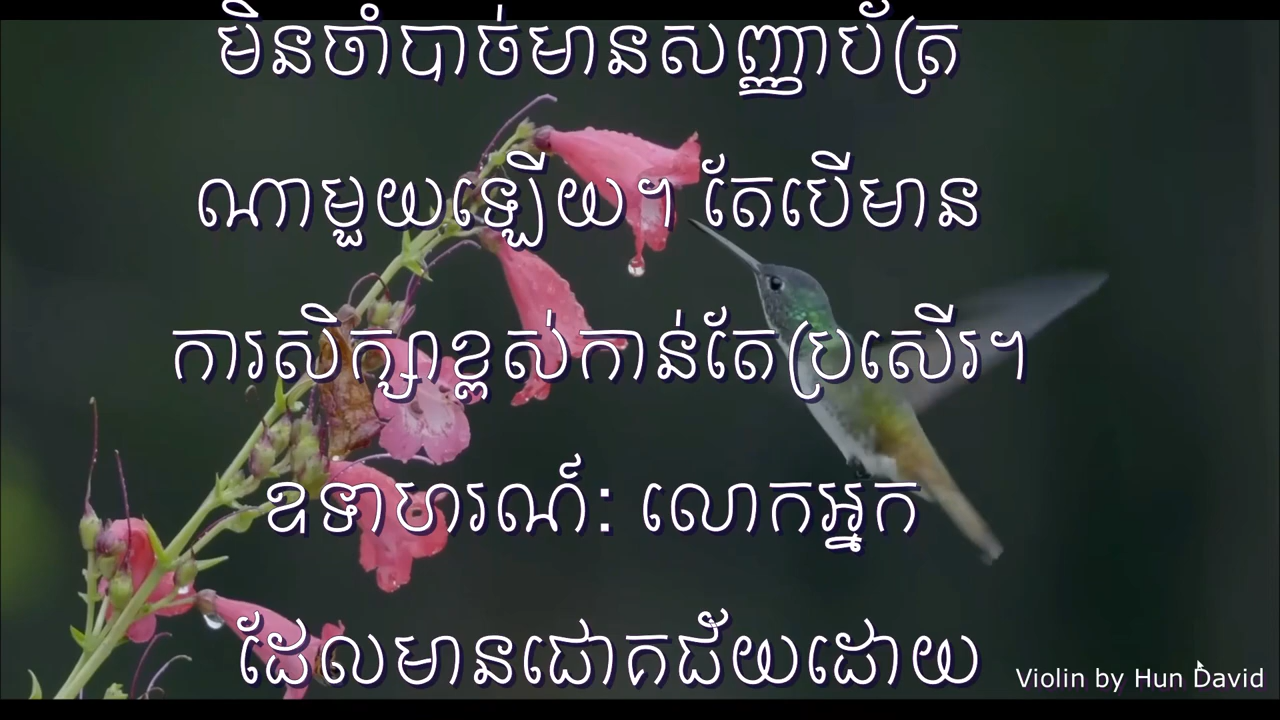 មិនចាំបាច់មានសញ្ញាប័ត្រ
ណាមួយឡើយ។ តែបើមាន
ការសិក្សាខ្ពស់កាន់តែប្រសើរ។
ឧទាហរណ៍: លោកអ្នក
ដែលមានជោគជ័យដោយ
Violin by Hun David